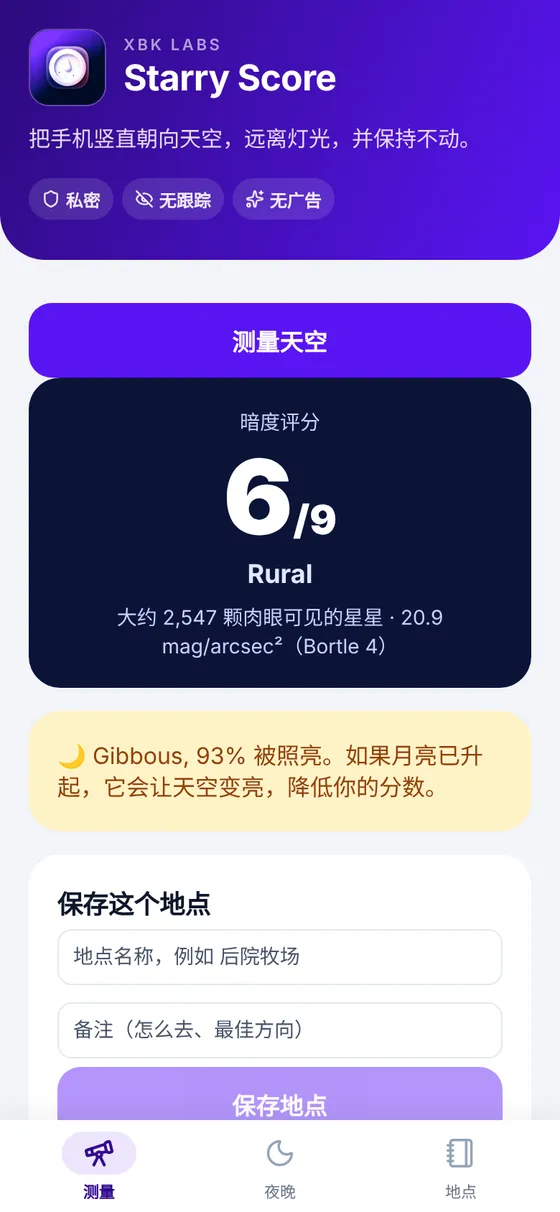 XBK LABS
Starry Score
把手机竖直朝向天空，远离灯光，并保持不动。
私密
无跟踪
无广告
测量天空
暗度评分
6/9
Rural
大约 2,547 颗肉眼可见的星星 · 20.9
mag/arcsec²（Bortle 4）
🌙 Gibbous, 93% 被照亮。如果月亮已升
起，它会让天空变亮，降低你的分数。
保存这个地点
地点名称，例如 后院牧场
备注（怎么去、最佳方向）
保存地点
测量
夜晚
地点